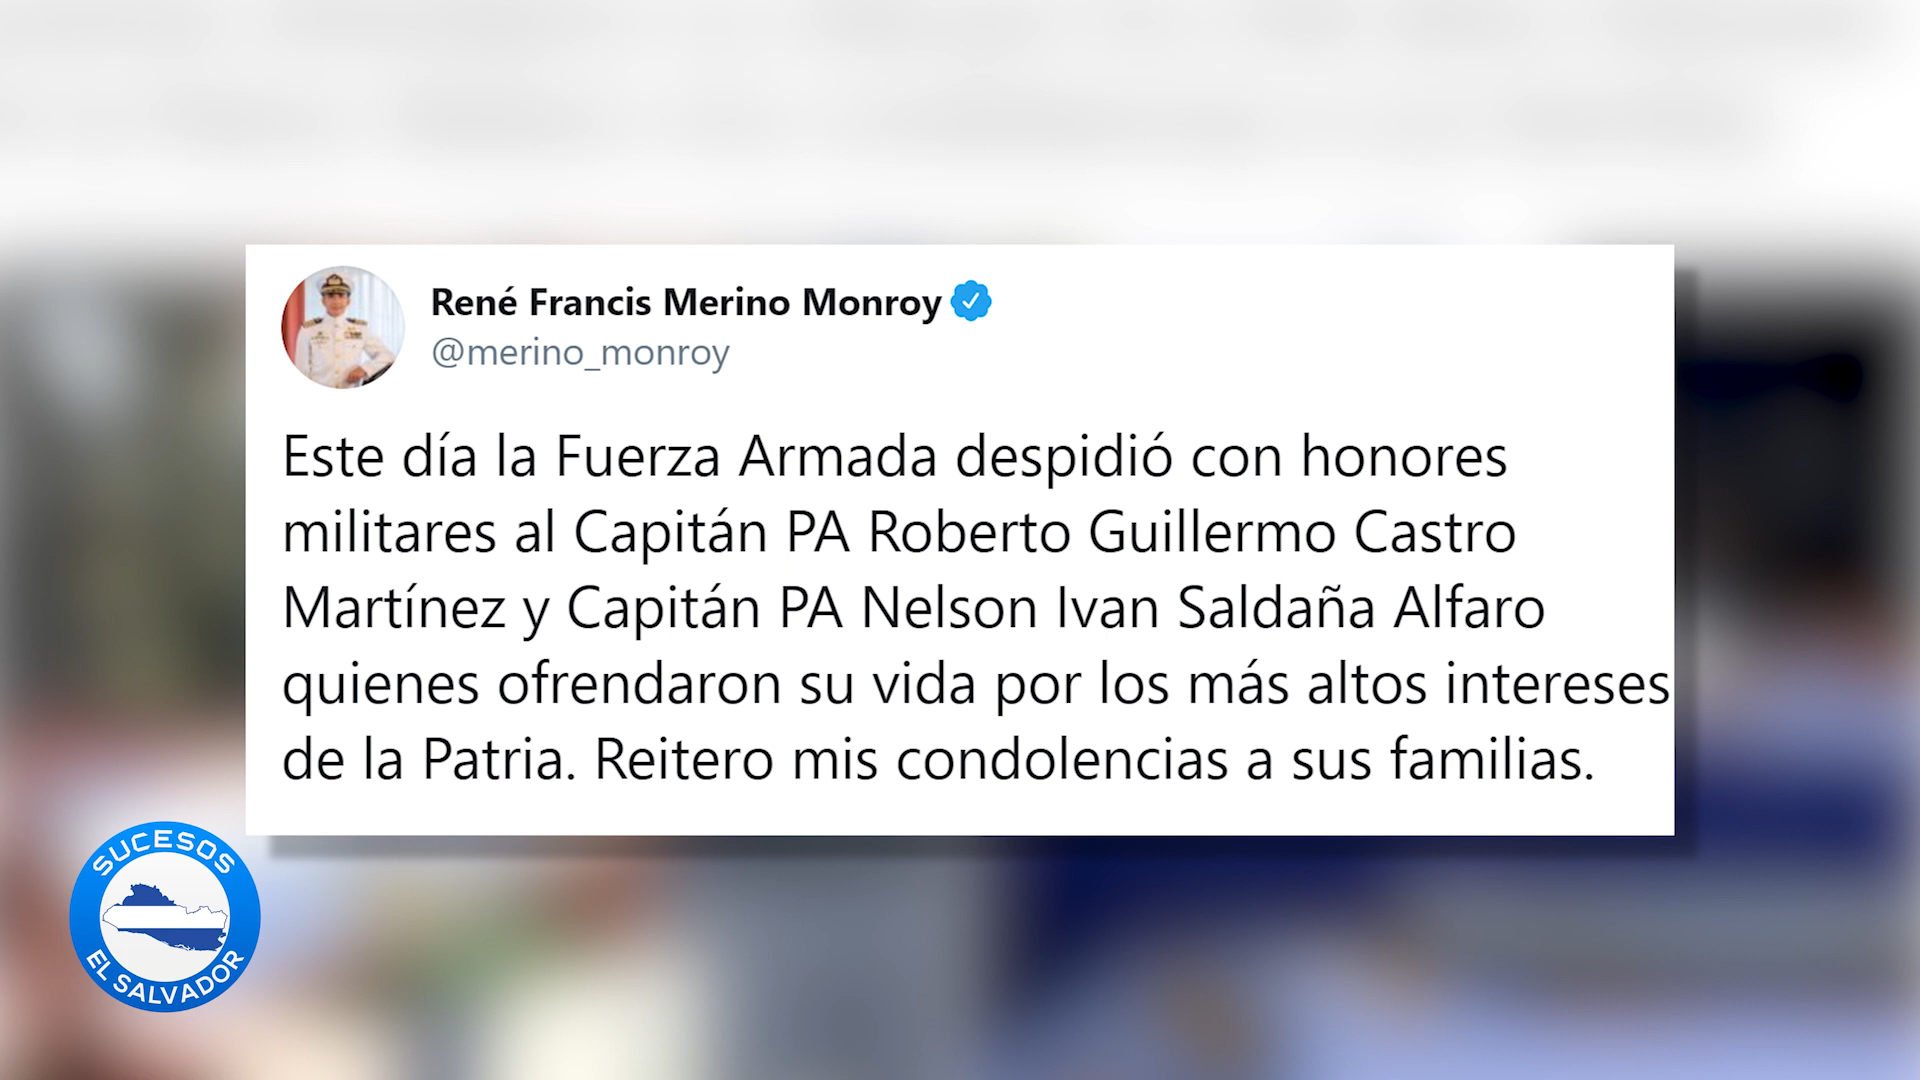 René Francis Merino Monroy
@merino_monroy
Este día la Fuerza Armada despidió con honores
militares al Capitán PA Roberto Guillermo Castro
Martínez y Capitán PA Nelson Ivan Saldaña Alfaro
quienes ofrendaron su vida por los más altos intereses
de la Patria. Reitero mis condolencias a sus familias.
SUCESOS
EL SALVADOR